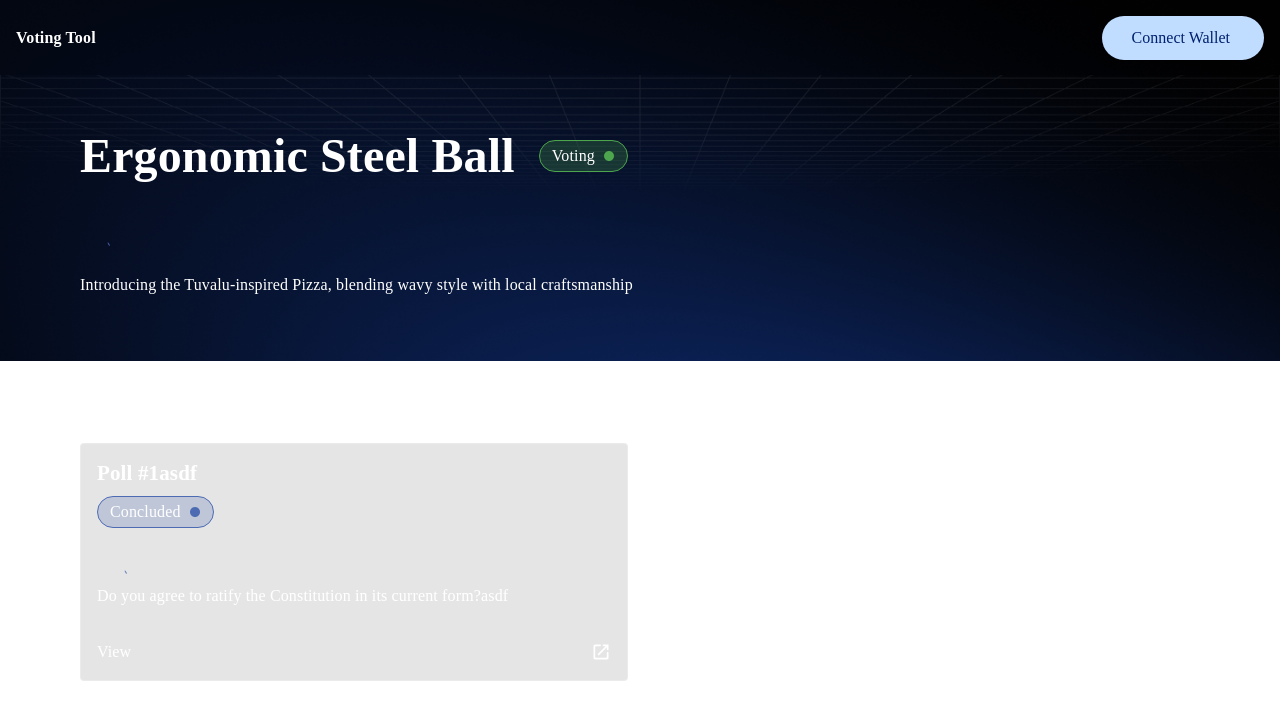 Voting Tool
Connect Wallet
Ergonomic Steel Ball
Voting
Introducing the Tuvalu-inspired Pizza, blending wavy style with local craftsmanship
Poll #1asdf
Concluded
Do you agree to ratify the Constitution in its current form?asdf
View